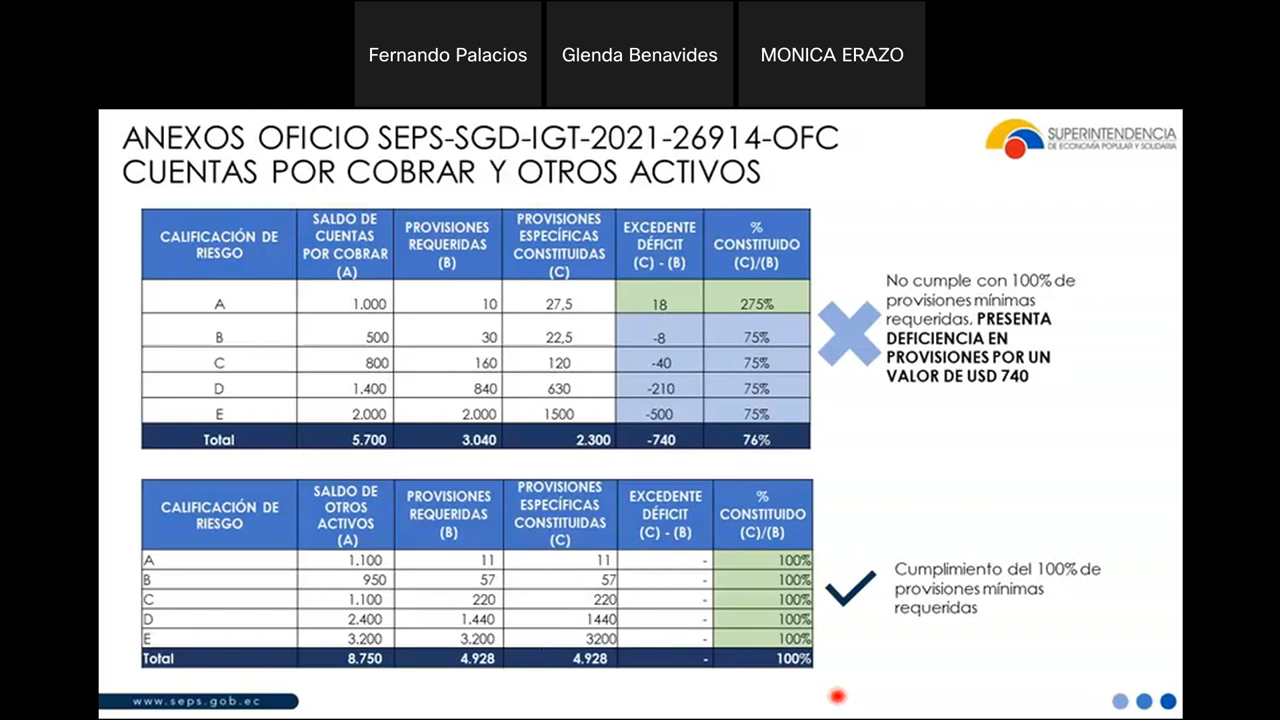 Fernando Palacios
Glenda Benavides
MONICA ERAZO
ANEXOS OFICIO SEPS-SGD-IGT-2021-26914-OFC
CUENTAS POR COBRAR Y OTROS ACTIVOS
SUPERINTENDENCIA
DE ECONOMÍA POPULAR Y SOLIDARIA
CALIFICACIÓN DE RIESGO SALDO DE CUENTAS POR COBRAR (A) PROVISIONES REQUERIDAS (B) PROVISIONES ESPECÍFICAS CONSTITUIDAS (C) EXCEDENTE DÉFICIT (C) - (B) % CONSTITUIDO (C)/(B)
A 1.000 10 27,5 18 275%
B 500 30 22,5 -8 75%
C 800 160 120 -40 75%
D 1.400 840 630 -210 75%
E 2.000 2.000 1500 -500 75%
Total 5.700 3.040 2.300 -740 76%
No cumple con 100% de
provisiones mínimas
requeridas, PRESENTA
DEFICIENCIA EN
PROVISIONES POR UN
VALOR DE USD 740
CALIFICACIÓN DE RIESGO SALDO DE OTROS ACTIVOS (A) PROVISIONES REQUERIDAS (B) PROVISIONES ESPECÍFICAS CONSTITUIDAS (C) EXCEDENTE DÉFICIT (C) - (B) % CONSTITUIDO (C)/(B)
A 1.100 11 11 - 100%
B 950 57 57 - 100%
C 1.100 220 220 - 100%
D 2.400 1.440 1440 - 100%
E 3.200 3.200 3200 - 100%
Total 8.750 4.928 4.928 - 100%
Cumplimiento del 100% de
provisiones mínimas
requeridas
www.seps.gob.ec